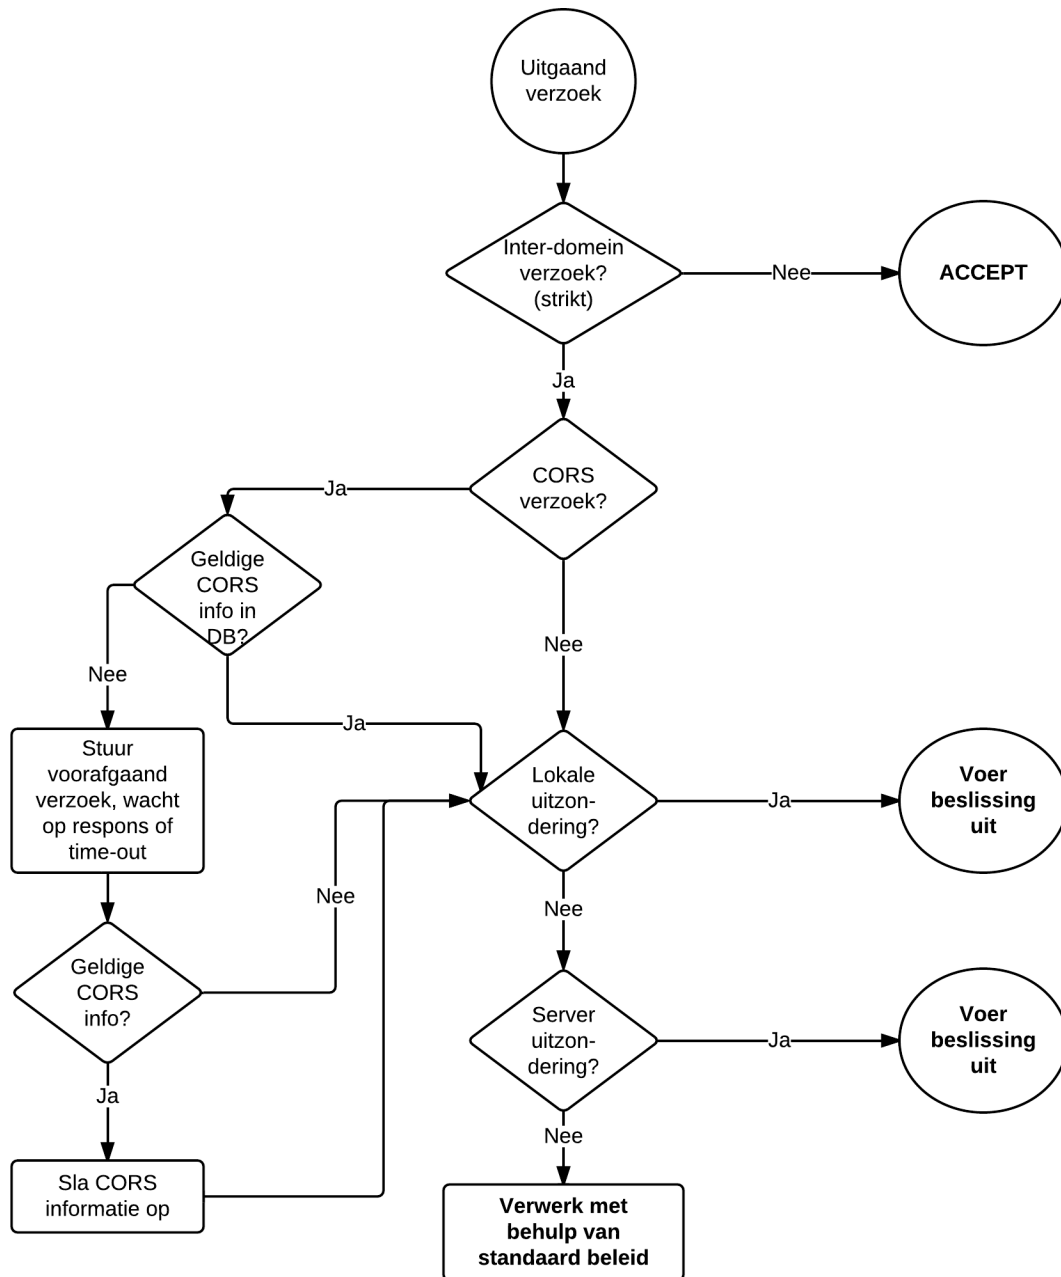 Uitgaand
verzoek
Inter-domein
verzoek?
(strikt)
Nee
ACCEPT
Ja
CORS
verzoek?
Ja
Geldige
CORS
info in
DB?
Nee
Nee
Ja
Stuur
voorafgaand
verzoek, wacht
op respons of
time-out
Lokale
uitzon-
dering?
Ja
Voer
beslissing
uit
Nee
Nee
Geldige
CORS
info?
Server
uitzon-
dering?
Ja
Voer
beslissing
uit
Ja
Nee
Sla CORS
informatie op
Verwerk met
behulp van
standaard beleid